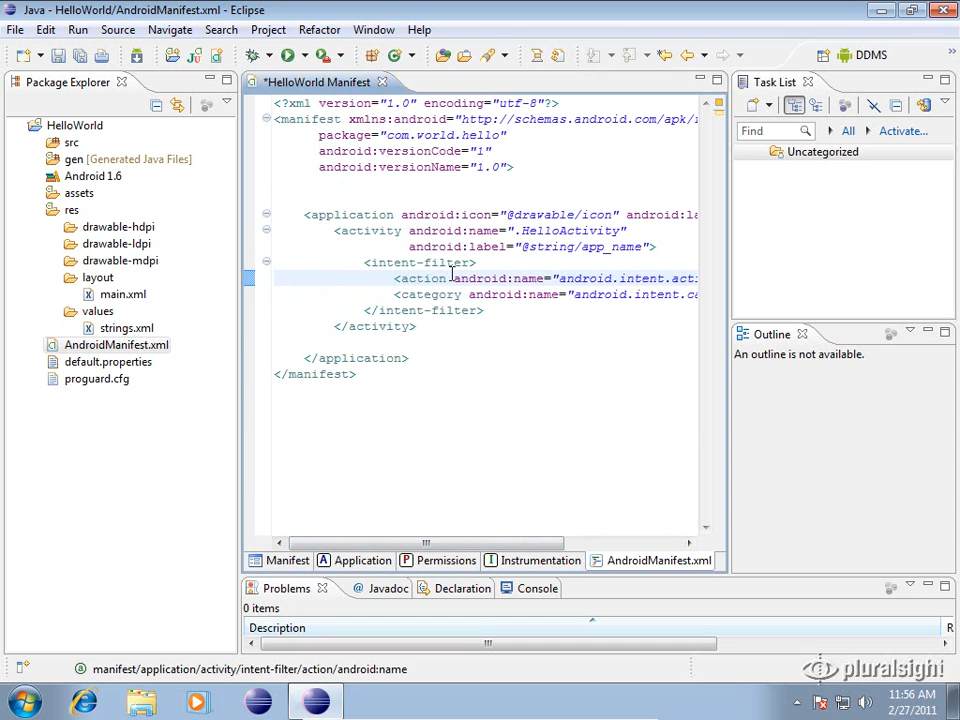 Java - HelloWorld/AndroidManifest.xml - Eclipse
File Edit Run Source Navigate Search Project Refactor Window Help
DDMS
Package Explorer
HelloWorld
src
gen [Generated Java Files]
Android 1.6
assets
res
drawable-hdpi
drawable-ldpi
drawable-mdpi
layout
main.xml
values
strings.xml
AndroidManifest.xml
default.properties
proguard.cfg
*HelloWorld Manifest
<?xml version="1.0" encoding="utf-8"?>
<manifest xmlns:android="http://schemas.android.com/apk/
package="com.world.hello"
android:versionCode="1"
android:versionName="1.0">
<application android:icon="@drawable/icon" android:la
<activity android:name=".HelloActivity"
android:label="@string/app_name">
<intent-filter>
<action android:name="android.intent.acti
<category android:name="android.intent.ca
</intent-filter>
</activity>
</application>
</manifest>
Manifest Application Permissions Instrumentation AndroidManifest.xml
Task List
Find All Activate...
Uncategorized
Outline
An outline is not available.
Problems @ Javadoc Declaration Console
0 items
Description R
manifest/application/activity/intent-filter/action/android:name
pluralsight
11:56 AM
2/27/2011